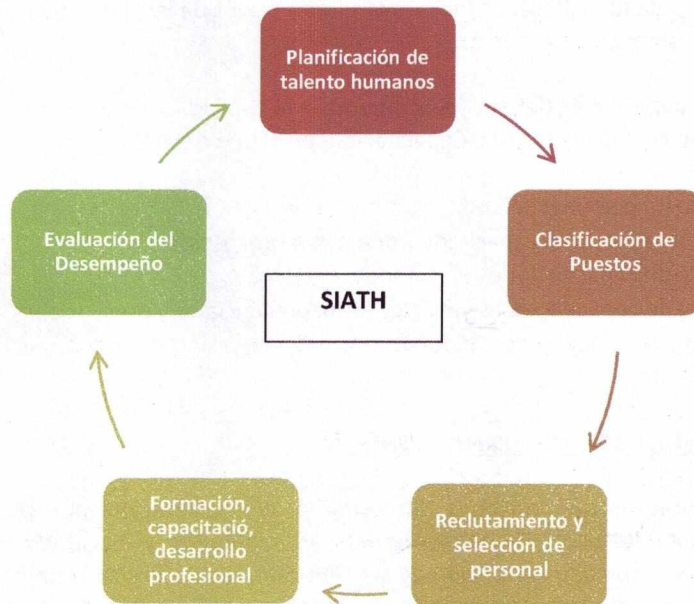 Planificación de
talento humanos
Clasificación de
Puestos
Reclutamiento y
selección de
personal
Formación,
capacitació,
desarrollo
profesional
Evaluación del
Desempeño
SIATH